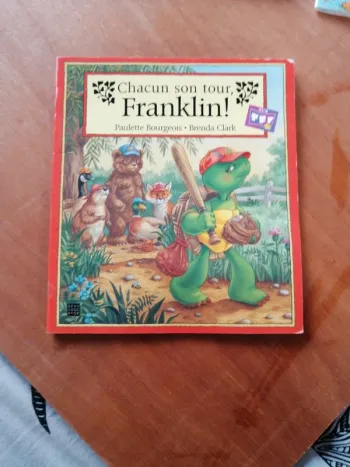 Chacun son tour,
Franklin!
Paulette Bourgeois • Brenda Clark